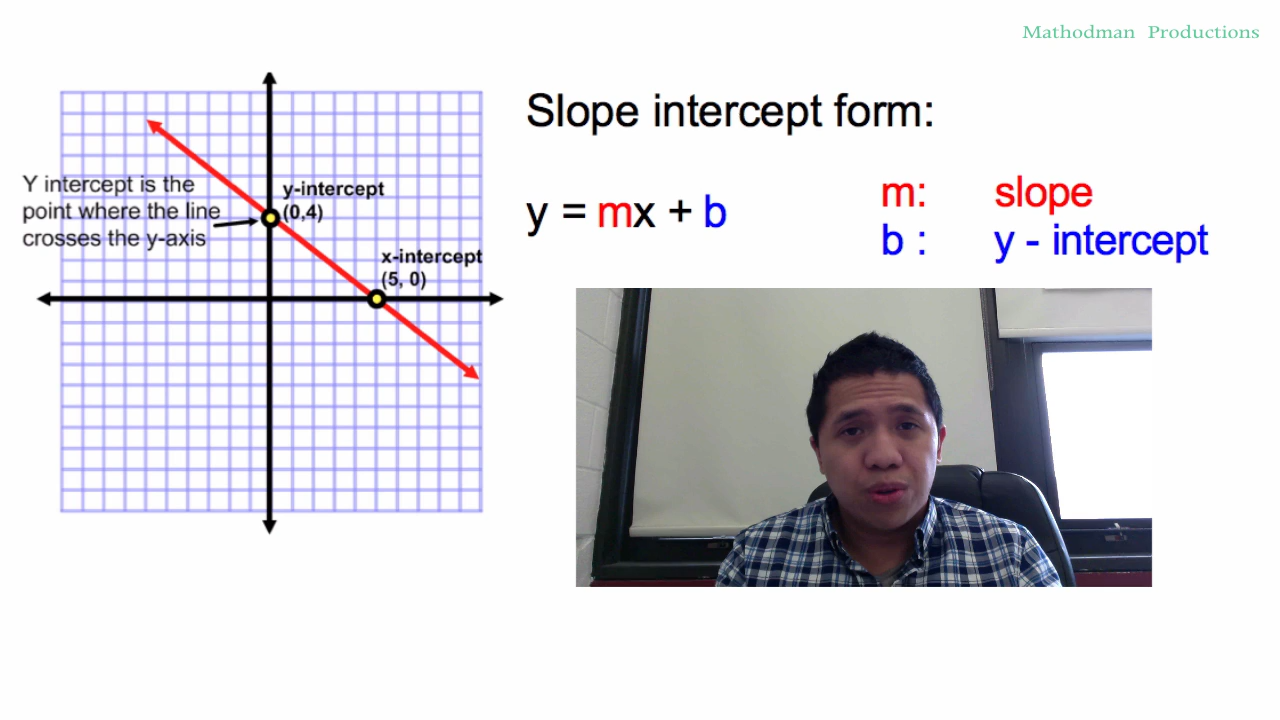 Mathodman Productions
Slope intercept form:
Y intercept is the
point where the line
crosses the y-axis
y-intercept
(0,4)
x-intercept
(5, 0)
y = mx + b
m: slope
b : y - intercept